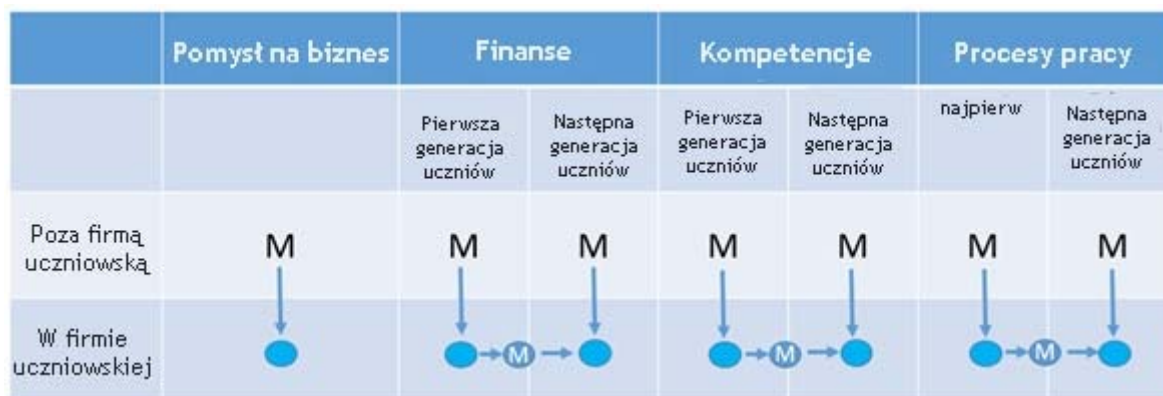 Pomysł na biznes Finanse Kompetencje Procesy pracy
Pierwsza generacja uczniów
Następna generacja uczniów
Pierwsza generacja uczniów
Następna generacja uczniów
najpierw
Następna generacja uczniów
Poza firmą
uczniowską
M M M M M M M
W firmie
uczniowskiej
M M M